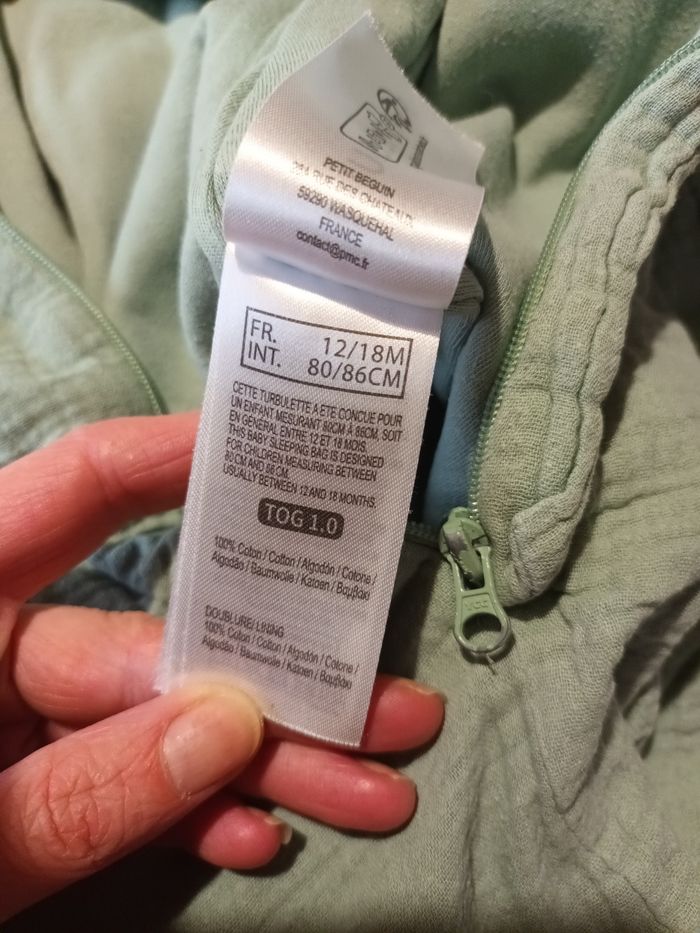 PETIT BEGUIN
RUE DES CHATEAUX
59290 WASQUEHAL
FRANCE
contact@pmc.fr
FR. 12/18M
INT. 80/86CM
CETTE TURBULETTE A ETE CONCUE POUR
UN ENFANT MESURANT 80CM À 86CM, SOIT
EN GENERAL ENTRE 12 ET 18 MOIS.
THIS BABY SLEEPING BAG IS DESIGNED
FOR CHILDREN MEASURING BETWEEN
80 CM AND 86 CM.
USUALLY BETWEEN 12 AND 18 MONTHS.
TOG 1.0
100% Coton / Cotton / Algodón / Cotone /
Algodão / Baumwolle / Katoen / Βαμβάκι
DOUBLURE / LINING
100% Coton / Cotton / Algodón / Cotone /
Algodão / Baumwolle / Katoen / Βαμβάκι